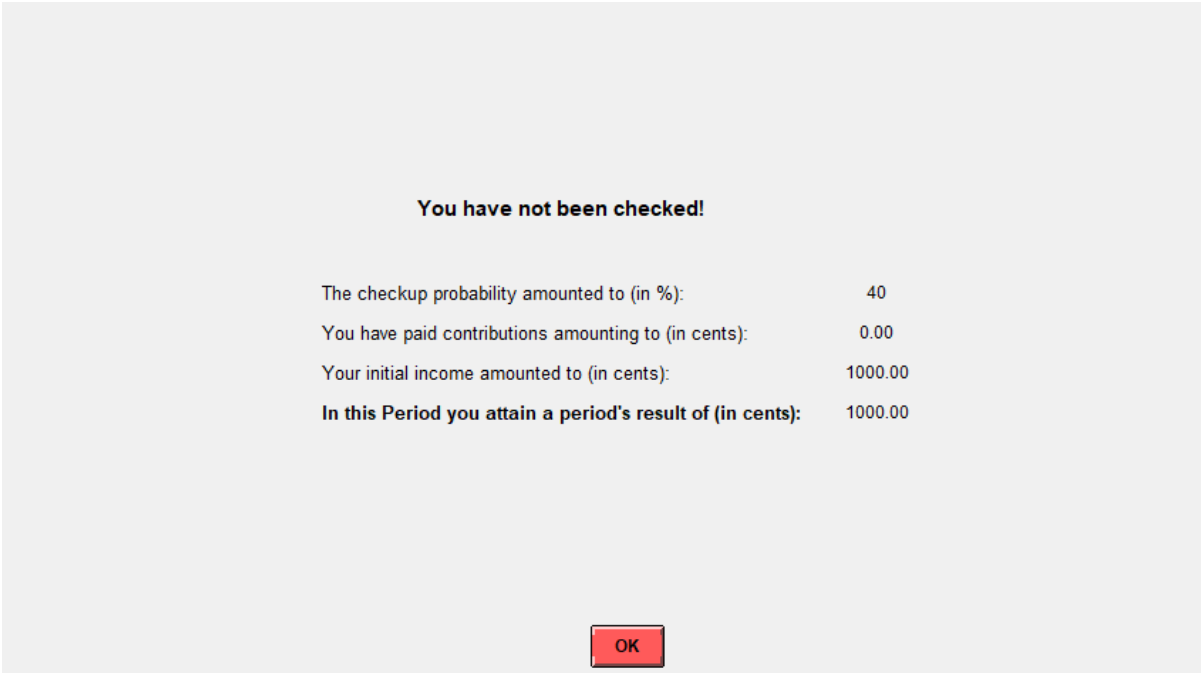 You have not been checked!
The checkup probability amounted to (in %): 40
You have paid contributions amounting to (in cents): 0.00
Your initial income amounted to (in cents): 1000.00
In this Period you attain a period's result of (in cents): 1000.00
OK